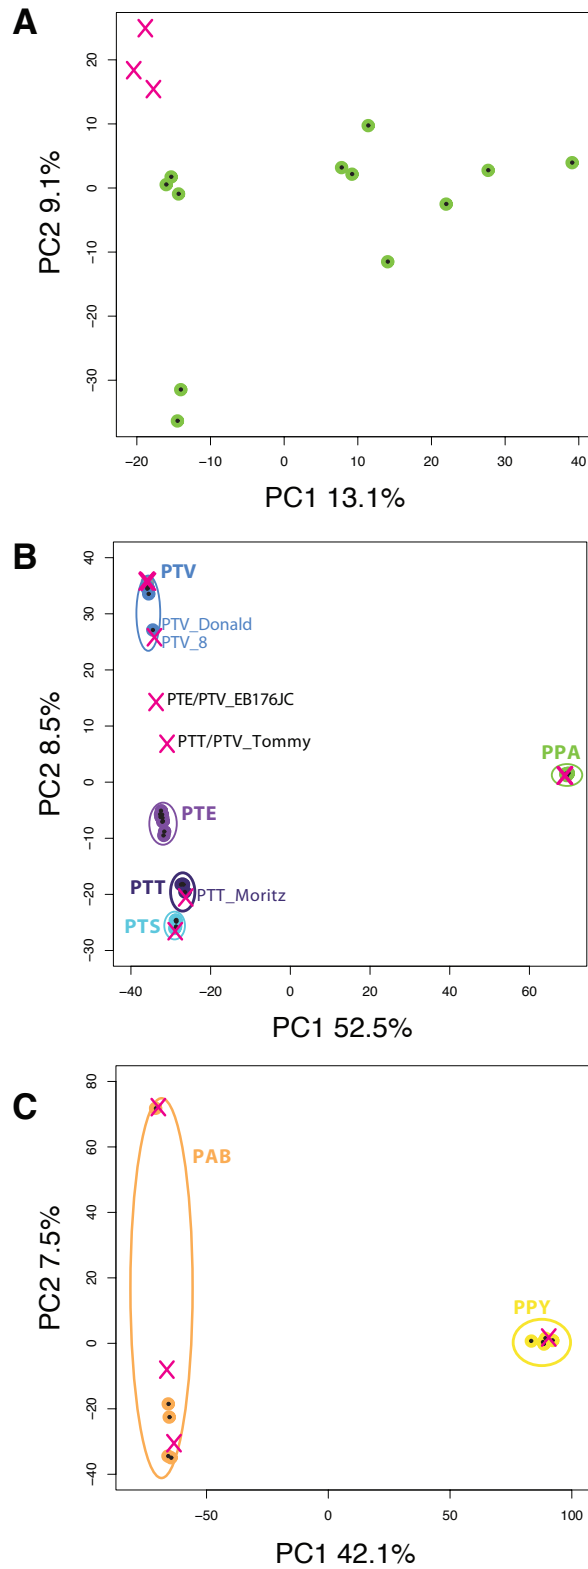 A
20
10
0
−10
−20
−30
PC2 9.1%
−20 −10 0 10 20 30 40
PC1 13.1%
B
40
30
20
10
0
−10
−20
−30
PC2 8.5%
PTV
PTV_Donald
PTV_8
PTE/PTV_EB176JC
PTT/PTV_Tommy
PPA
PTE
PTT
PTT_Moritz
PTS
−40 −20 0 20 40 60
PC1 52.5%
C
80
60
40
20
0
−20
−40
PC2 7.5%
PAB
PPY
−50 0 50 100
PC1 42.1%